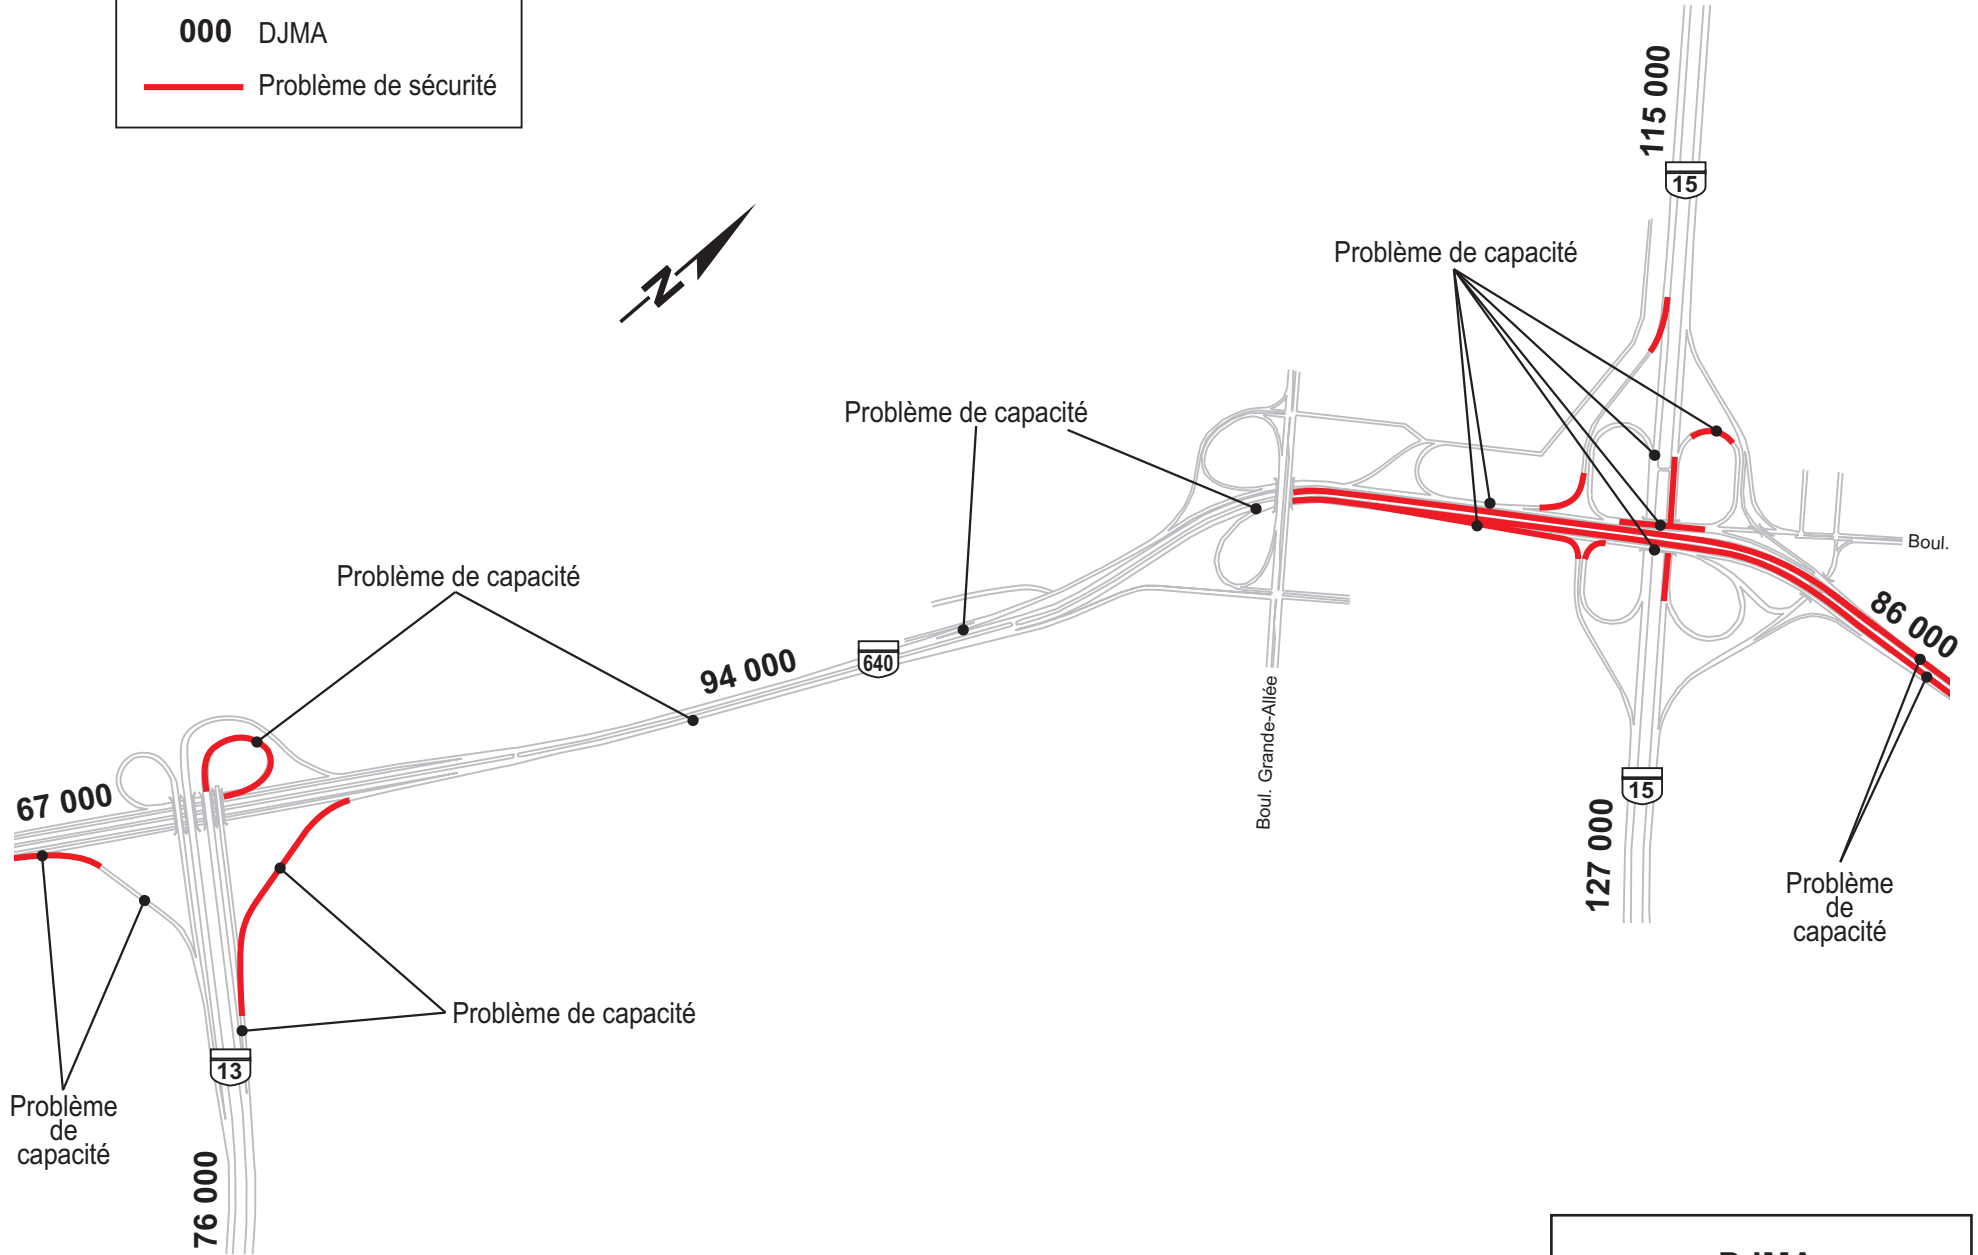 000 DJMA
Problème de sécurité
115 000
15
N
Problème de capacité
Problème de capacité
Boul.
Problème de capacité
86 000
94 000
640
Boul. Grande-Allée
67 000
15
127 000
Problème
de
capacité
Problème de capacité
13
Problème
de
capacité
76 000